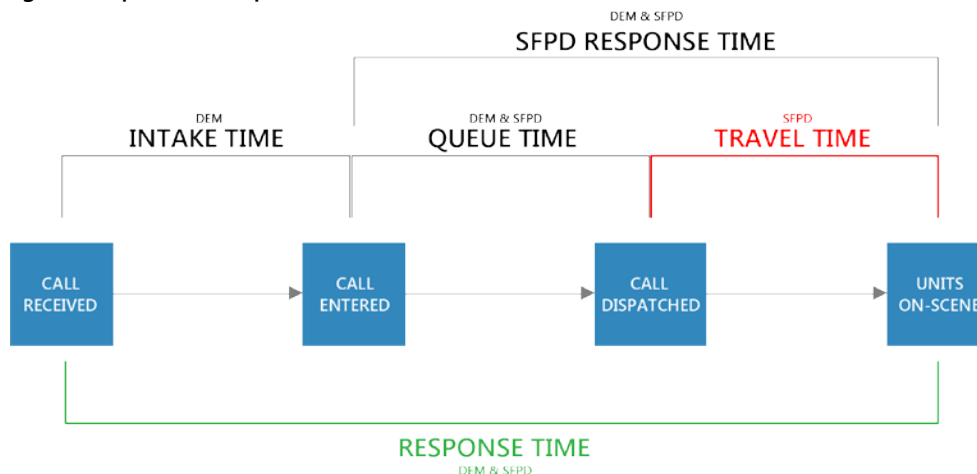 DEM & SFPD
SFPD RESPONSE TIME
DEM
INTAKE TIME
DEM & SFPD
QUEUE TIME
SFPD
TRAVEL TIME
CALL
RECEIVED
CALL
ENTERED
CALL
DISPATCHED
UNITS
ON-SCENE
RESPONSE TIME
DEM & SFPD